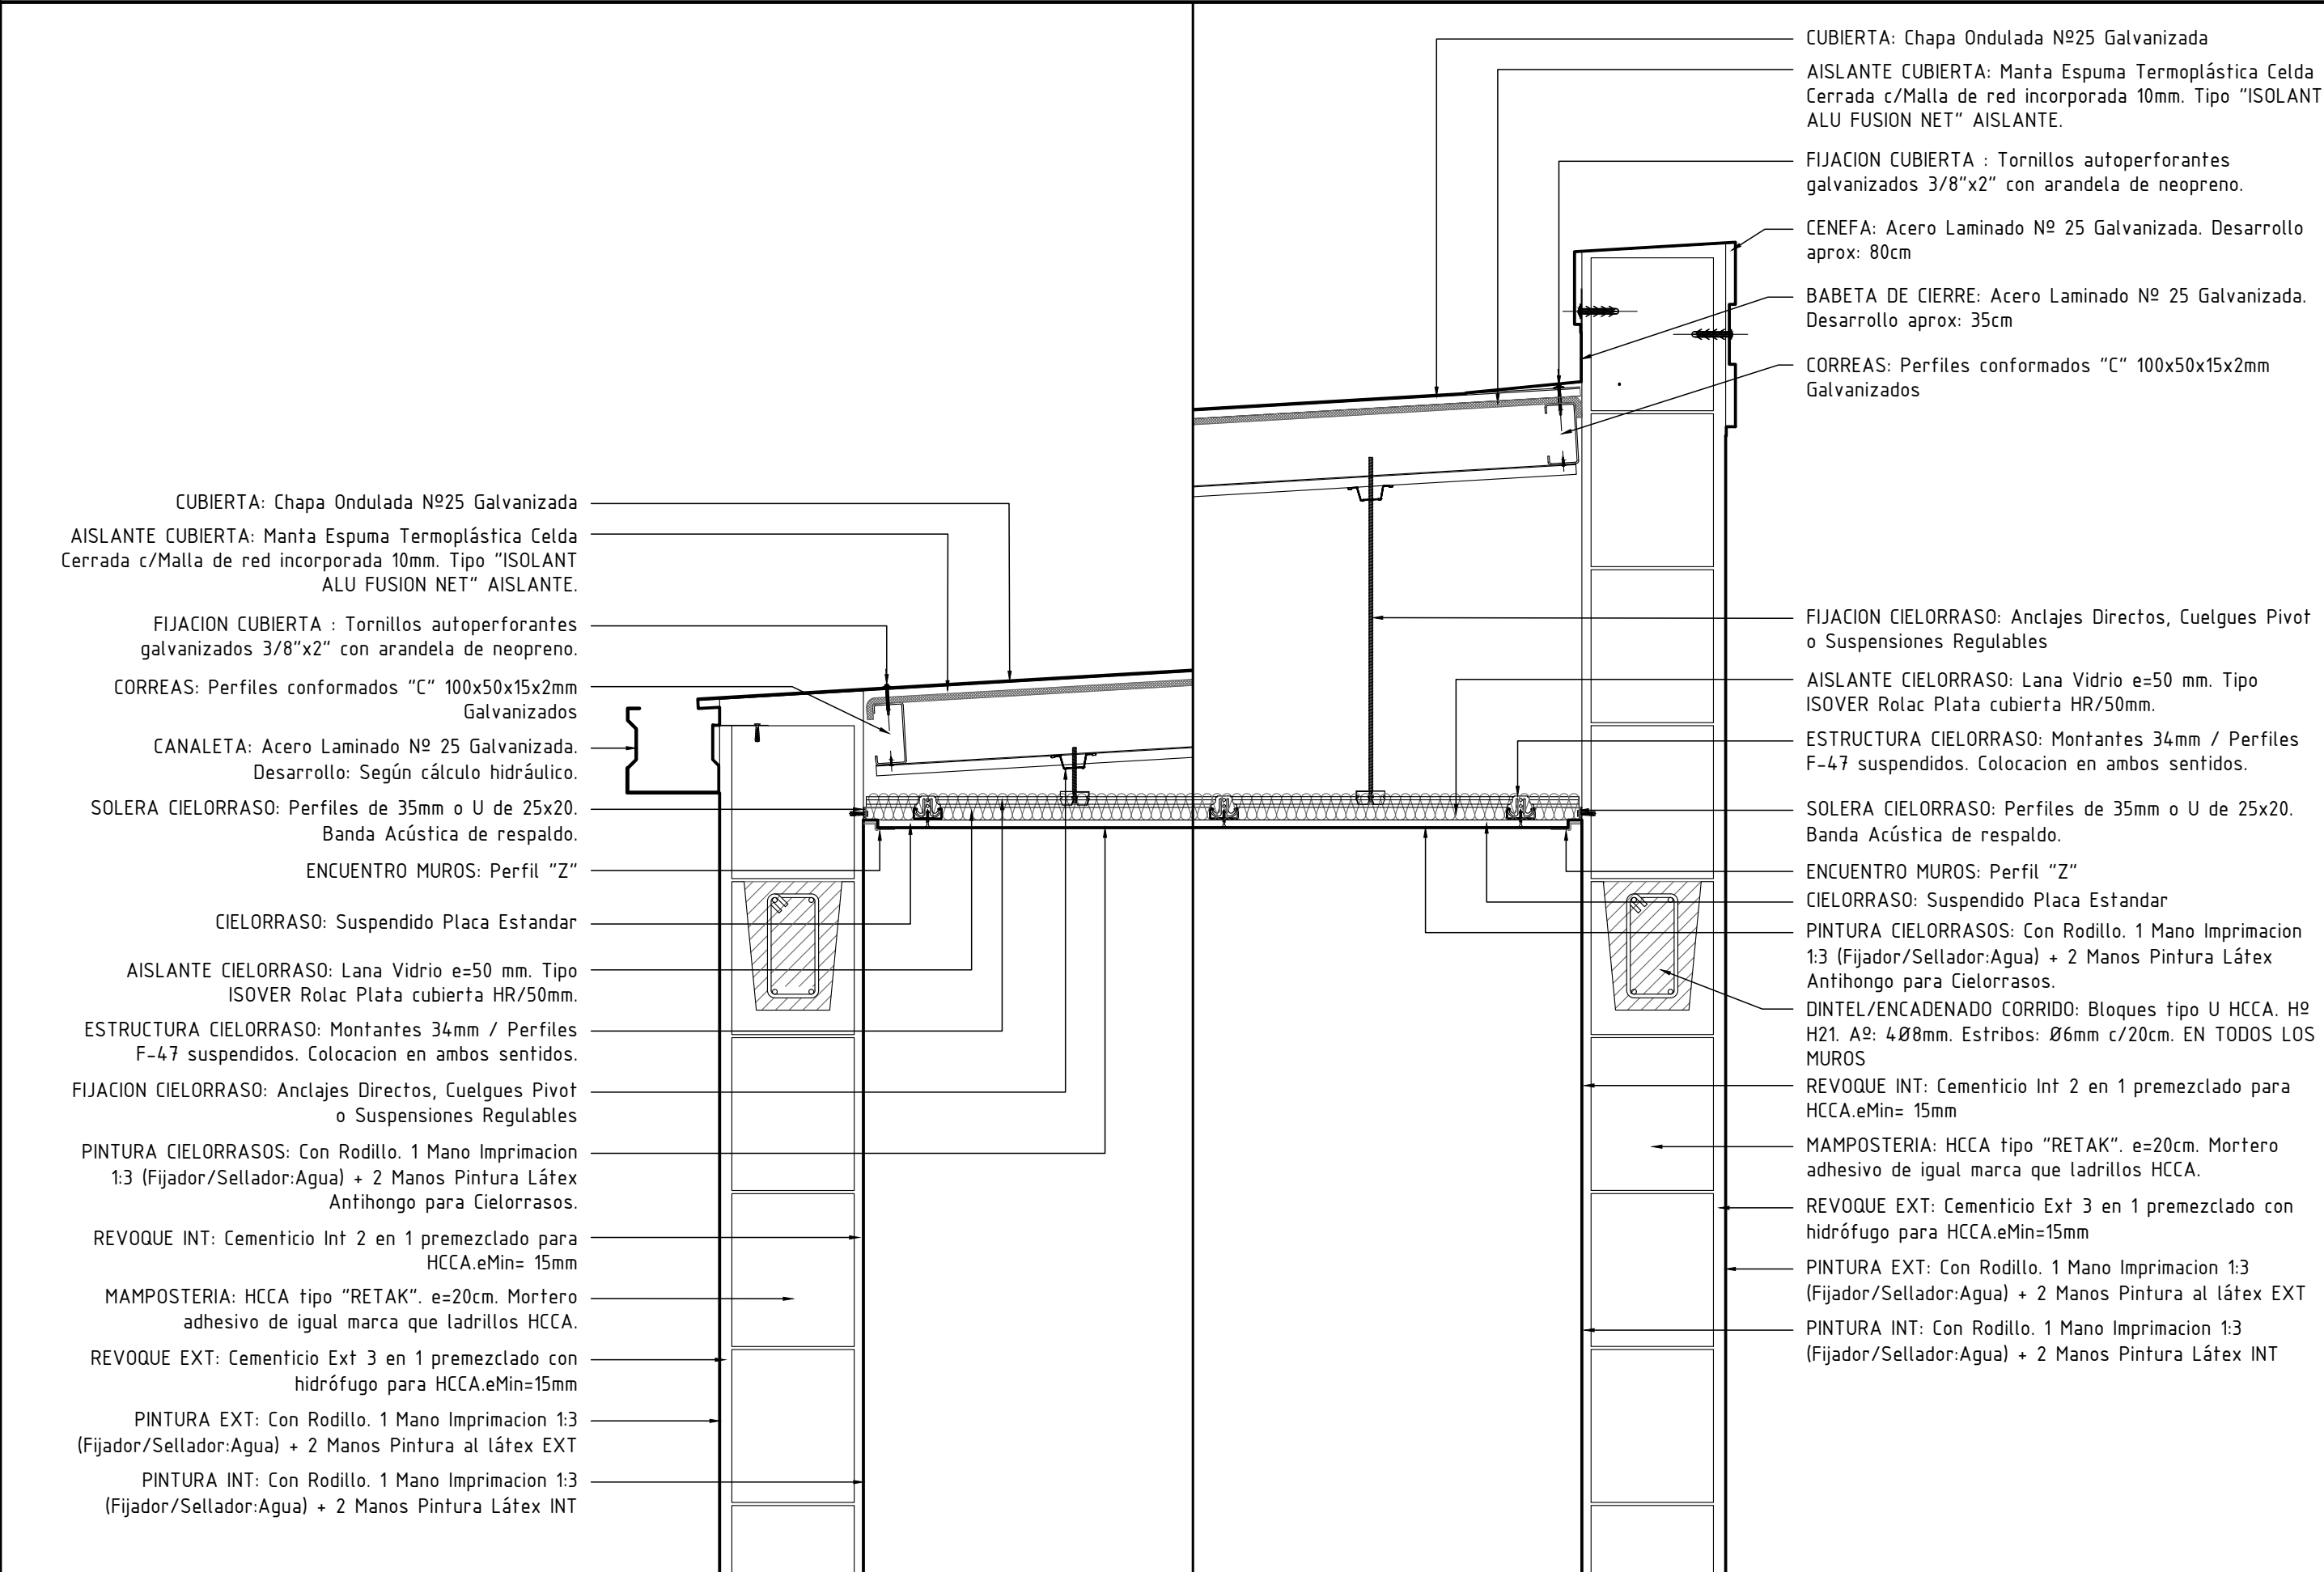 CUBIERTA: Chapa Ondulada Nº25 Galvanizada
AISLANTE CUBIERTA: Manta Espuma Termoplástica Celda
Cerrada c/Malla de red incorporada 10mm. Tipo "ISOLANT
ALU FUSION NET" AISLANTE.
FIJACION CUBIERTA : Tornillos autoperforantes
galvanizados 3/8"x2" con arandela de neopreno.
CORREAS: Perfiles conformados "C" 100x50x15x2mm
Galvanizados
CANALETA: Acero Laminado Nº 25 Galvanizada.
Desarrollo: Según cálculo hidráulico.
SOLERA CIELORRASO: Perfiles de 35mm o U de 25x20.
Banda Acústica de respaldo.
ENCUENTRO MUROS: Perfil "Z"
CIELORRASO: Suspendido Placa Estandar
AISLANTE CIELORRASO: Lana Vidrio e=50 mm. Tipo
ISOVER Rolac Plata cubierta HR/50mm.
ESTRUCTURA CIELORRASO: Montantes 34mm / Perfiles
F-47 suspendidos. Colocacion en ambos sentidos.
FIJACION CIELORRASO: Anclajes Directos, Cuelgues Pivot
o Suspensiones Regulables
PINTURA CIELORRASOS: Con Rodillo. 1 Mano Imprimacion
1:3 (Fijador/Sellador:Agua) + 2 Manos Pintura Látex
Antihongo para Cielorrasos.
REVOQUE INT: Cementicio Int 2 en 1 premezclado para
HCCA.eMin= 15mm
MAMPOSTERIA: HCCA tipo "RETAK". e=20cm. Mortero
adhesivo de igual marca que ladrillos HCCA.
REVOQUE EXT: Cementicio Ext 3 en 1 premezclado con
hidrófugo para HCCA.eMin=15mm
PINTURA EXT: Con Rodillo. 1 Mano Imprimacion 1:3
(Fijador/Sellador:Agua) + 2 Manos Pintura al látex EXT
PINTURA INT: Con Rodillo. 1 Mano Imprimacion 1:3
(Fijador/Sellador:Agua) + 2 Manos Pintura Látex INT
CUBIERTA: Chapa Ondulada Nº25 Galvanizada
AISLANTE CUBIERTA: Manta Espuma Termoplástica Celda
Cerrada c/Malla de red incorporada 10mm. Tipo "ISOLANT
ALU FUSION NET" AISLANTE.
FIJACION CUBIERTA : Tornillos autoperforantes
galvanizados 3/8"x2" con arandela de neopreno.
CENEFA: Acero Laminado Nº 25 Galvanizada. Desarrollo
aprox: 80cm
BABETA DE CIERRE: Acero Laminado Nº 25 Galvanizada.
Desarrollo aprox: 35cm
CORREAS: Perfiles conformados "C" 100x50x15x2mm
Galvanizados
FIJACION CIELORRASO: Anclajes Directos, Cuelgues Pivot
o Suspensiones Regulables
AISLANTE CIELORRASO: Lana Vidrio e=50 mm. Tipo
ISOVER Rolac Plata cubierta HR/50mm.
ESTRUCTURA CIELORRASO: Montantes 34mm / Perfiles
F-47 suspendidos. Colocacion en ambos sentidos.
SOLERA CIELORRASO: Perfiles de 35mm o U de 25x20.
Banda Acústica de respaldo.
ENCUENTRO MUROS: Perfil "Z"
CIELORRASO: Suspendido Placa Estandar
PINTURA CIELORRASOS: Con Rodillo. 1 Mano Imprimacion
1:3 (Fijador/Sellador:Agua) + 2 Manos Pintura Látex
Antihongo para Cielorrasos.
DINTEL/ENCADENADO CORRIDO: Bloques tipo U HCCA. Hº
H21. Aº: 4Ø8mm. Estribos: Ø6mm c/20cm. EN TODOS LOS
MUROS
REVOQUE INT: Cementicio Int 2 en 1 premezclado para
HCCA.eMin= 15mm
MAMPOSTERIA: HCCA tipo "RETAK". e=20cm. Mortero
adhesivo de igual marca que ladrillos HCCA.
REVOQUE EXT: Cementicio Ext 3 en 1 premezclado con
hidrófugo para HCCA.eMin=15mm
PINTURA EXT: Con Rodillo. 1 Mano Imprimacion 1:3
(Fijador/Sellador:Agua) + 2 Manos Pintura al látex EXT
PINTURA INT: Con Rodillo. 1 Mano Imprimacion 1:3
(Fijador/Sellador:Agua) + 2 Manos Pintura Látex INT